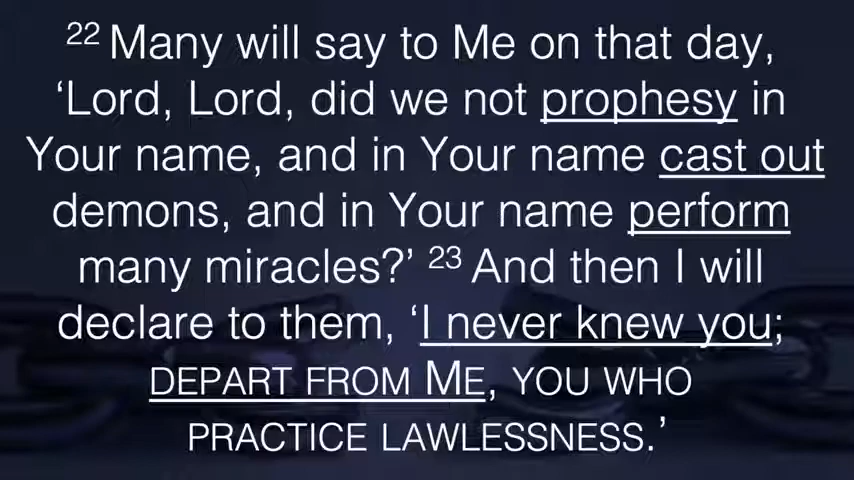 22 Many will say to Me on that day,
‘Lord, Lord, did we not prophesy in
Your name, and in Your name cast out
demons, and in Your name perform
many miracles?’ 23 And then I will
declare to them, ‘I never knew you;
DEPART FROM ME, YOU WHO
PRACTICE LAWLESSNESS.’